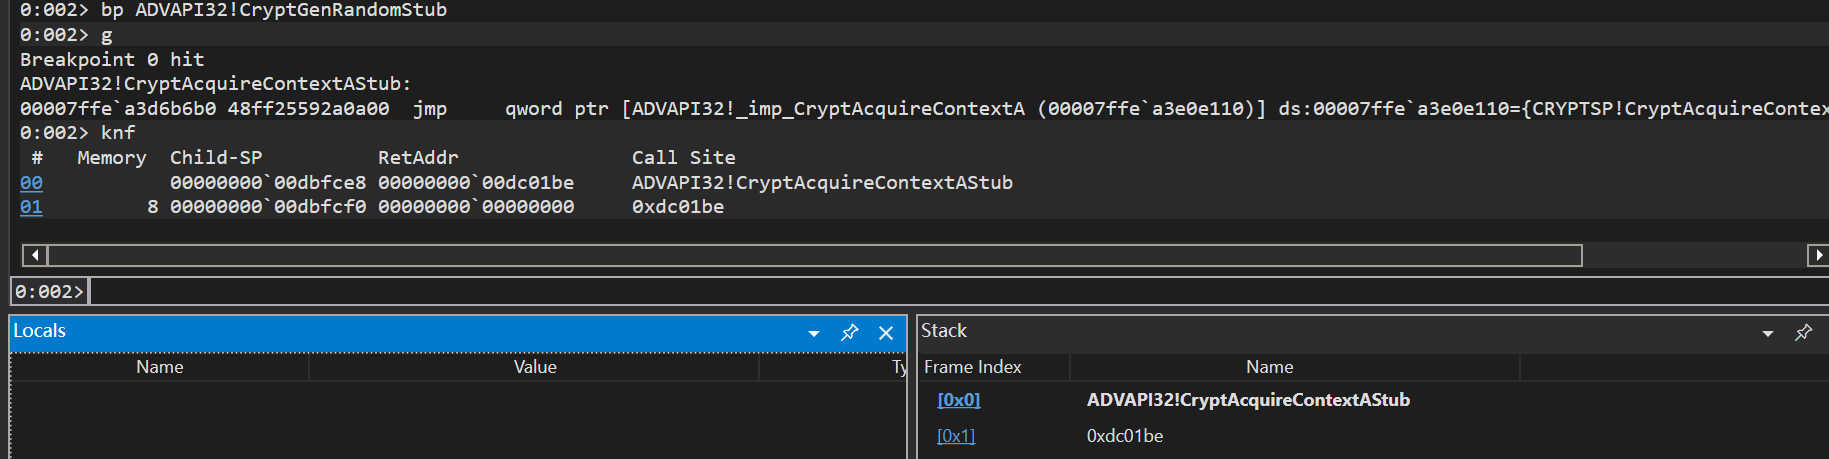 0:002> bp ADVAPI32!CryptGenRandomStub
0:002> g
Breakpoint 0 hit
ADVAPI32!CryptAcquireContextAStub:
00007ffe`a3d6b6b0 48ff25592a0a00  jmp     qword ptr [ADVAPI32!_imp_CryptAcquireContextA (00007ffe`a3e0e110)] ds:00007ffe`a3e0e110={CRYPTSP!CryptAcquireContex
0:002> knf
 #   Memory  Child-SP          RetAddr               Call Site
00           00000000`00dbfce8 00000000`00dc01be     ADVAPI32!CryptAcquireContextAStub
01         8 00000000`00dbfcf0 00000000`00000000     0xdc01be
0:002>
Locals
Name Value Ty
Stack
Frame Index Name
[0x0] ADVAPI32!CryptAcquireContextAStub
[0x1] 0xdc01be